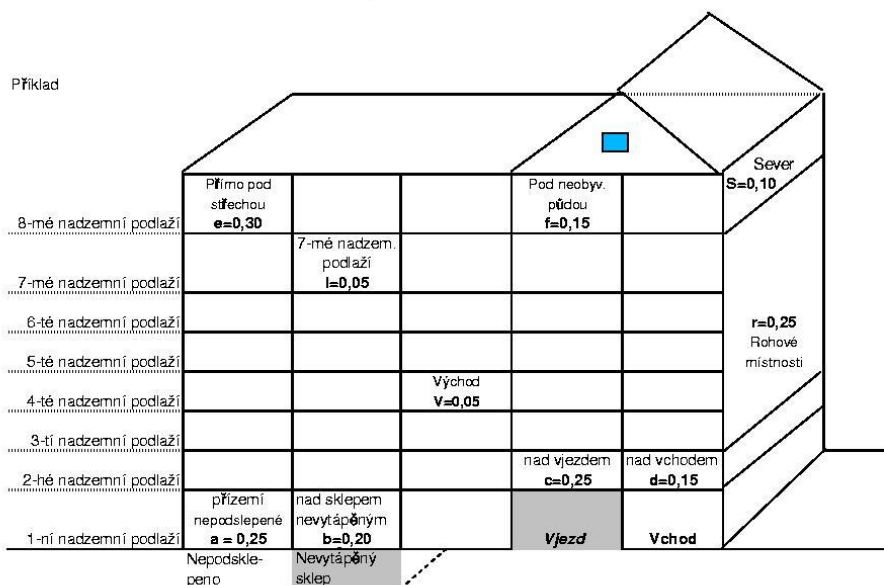 Příklad
Sever
S=0,10
Přímo pod
střechou
e=0,30
Pod neobyv.
půdou
f=0,15
8-mé nadzemní podlaží
7-mé nadzem.
podlaží
l=0,05
7-mé nadzemní podlaží
6-té nadzemní podlaží
r=0,25
Rohové
místnosti
5-té nadzemní podlaží
Východ
V=0,05
4-té nadzemní podlaží
3-tí nadzemní podlaží
nad vjezdem
c=0,25
nad vchodem
d=0,15
2-hé nadzemní podlaží
přízemí
nepodslepené
a = 0,25
nad sklepem
nevytápěným
b=0,20
Vjezd
Vchod
1-ní nadzemní podlaží
Nepodskle-
peno
Nevytápěný
sklep